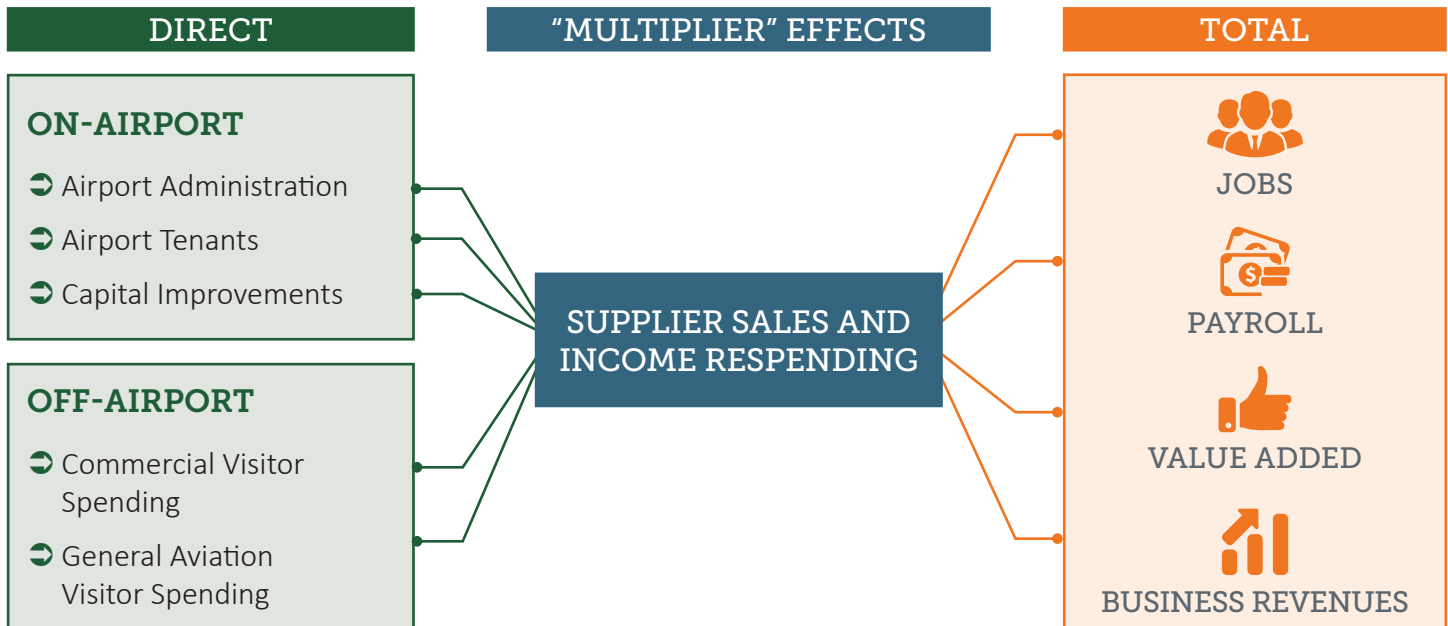 DIRECT
“MULTIPLIER” EFFECTS
TOTAL
ON-AIRPORT
Airport Administration
Airport Tenants
Capital Improvements
OFF-AIRPORT
Commercial Visitor
Spending
General Aviation
Visitor Spending
SUPPLIER SALES AND
INCOME RESPENDING
JOBS
$
PAYROLL
VALUE ADDED
BUSINESS REVENUES